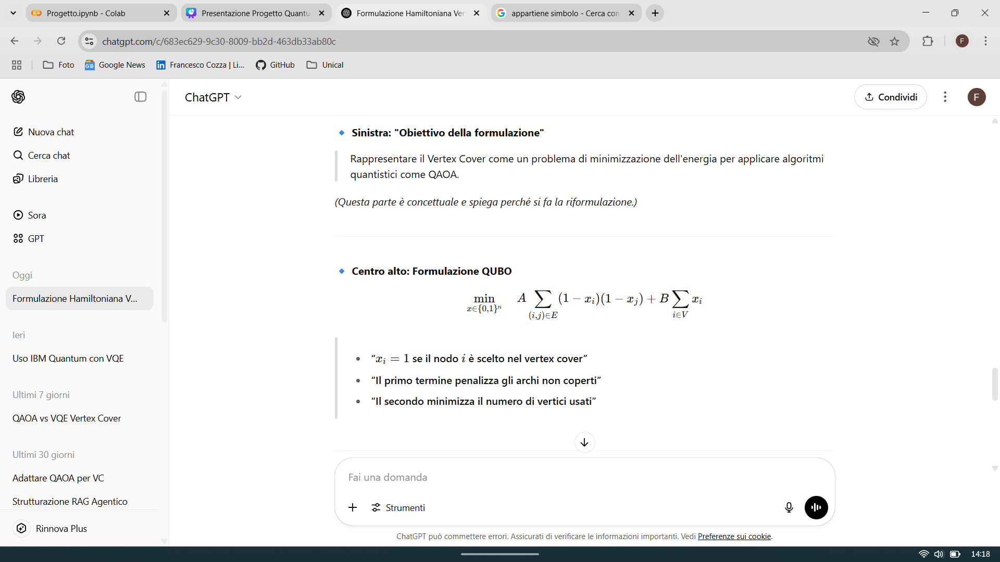 Progetto.ipynb - Colab
Presentazione Progetto Quantu
Formulazione Hamiltoniana Ver
appartiene simbolo - Cerca con
chatgpt.com/c/683ec629-9c30-8009-bb2d-463db33ab80c
F
Foto
Google News
Francesco Cozza | Li...
GitHub
Unical
ChatGPT
Condividi
F
Nuova chat
Cerca chat
Libreria
Sora
GPT
Oggi
Formulazione Hamiltoniana V...
Ieri
Uso IBM Quantum con VQE
Ultimi 7 giorni
QAOA vs VQE Vertex Cover
Ultimi 30 giorni
Adattare QAOA per VC
Strutturazione RAG Agentico
Rinnova Plus
Sinistra: "Obiettivo della formulazione"
Rappresentare il Vertex Cover come un problema di minimizzazione dell'energia per applicare algoritmi
quantistici come QAOA.
(Questa parte è concettuale e spiega perché si fa la riformulazione.)
Centro alto: Formulazione QUBO
min_{x∈{0,1}^n} A ∑_{(i,j)∈E} (1 − x_i)(1 − x_j) + B ∑_{i∈V} x_i
• “x_i = 1 se il nodo i è scelto nel vertex cover”
• “Il primo termine penalizza gli archi non coperti”
• “Il secondo minimizza il numero di vertici usati”
Fai una domanda
Strumenti
ChatGPT può commettere errori. Assicurati di verificare le informazioni importanti. Vedi Preferenze sui cookie.
14:18